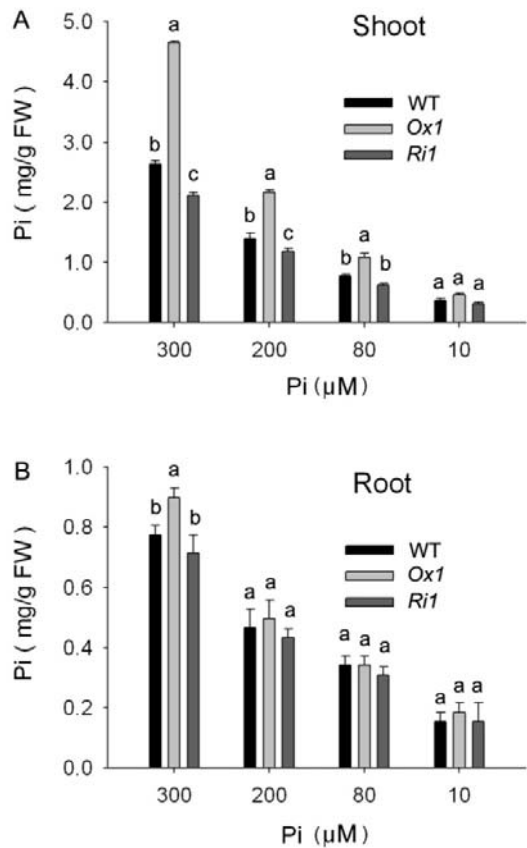 A
Shoot
Pi ( mg/g FW)
5.0
4.0
3.0
2.0
1.0
0.0
WT
Ox1
Ri1
b a c
b a c
b a b
a a a
300 200 80 10
Pi (μM)
B
Root
Pi ( mg/g FW)
1.0
0.8
0.6
0.4
0.2
0.0
WT
Ox1
Ri1
b a b
a a a
a a a
a a a
300 200 80 10
Pi (μM)